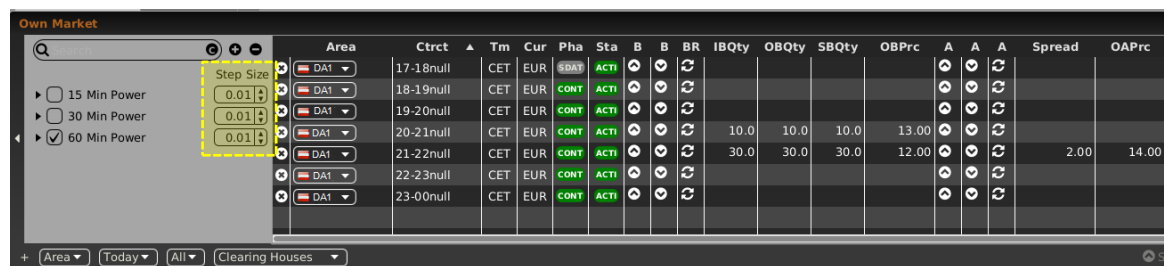 Own Market
Search
Step Size
15 Min Power 0.01
30 Min Power 0.01
60 Min Power 0.01
Area Ctrct Tm Cur Pha Sta B B BR IBQty OBQty SBQty OBPrc A A A Spread OAPrc
DA1 17-18null CET EUR SDAT ACTI
DA1 18-19null CET EUR CONT ACTI
DA1 19-20null CET EUR CONT ACTI
DA1 20-21null CET EUR CONT ACTI 10.0 10.0 10.0 13.00
DA1 21-22null CET EUR CONT ACTI 30.0 30.0 30.0 12.00 2.00 14.00
DA1 22-23null CET EUR CONT ACTI
DA1 23-00null CET EUR CONT ACTI
+ Area Today All Clearing Houses